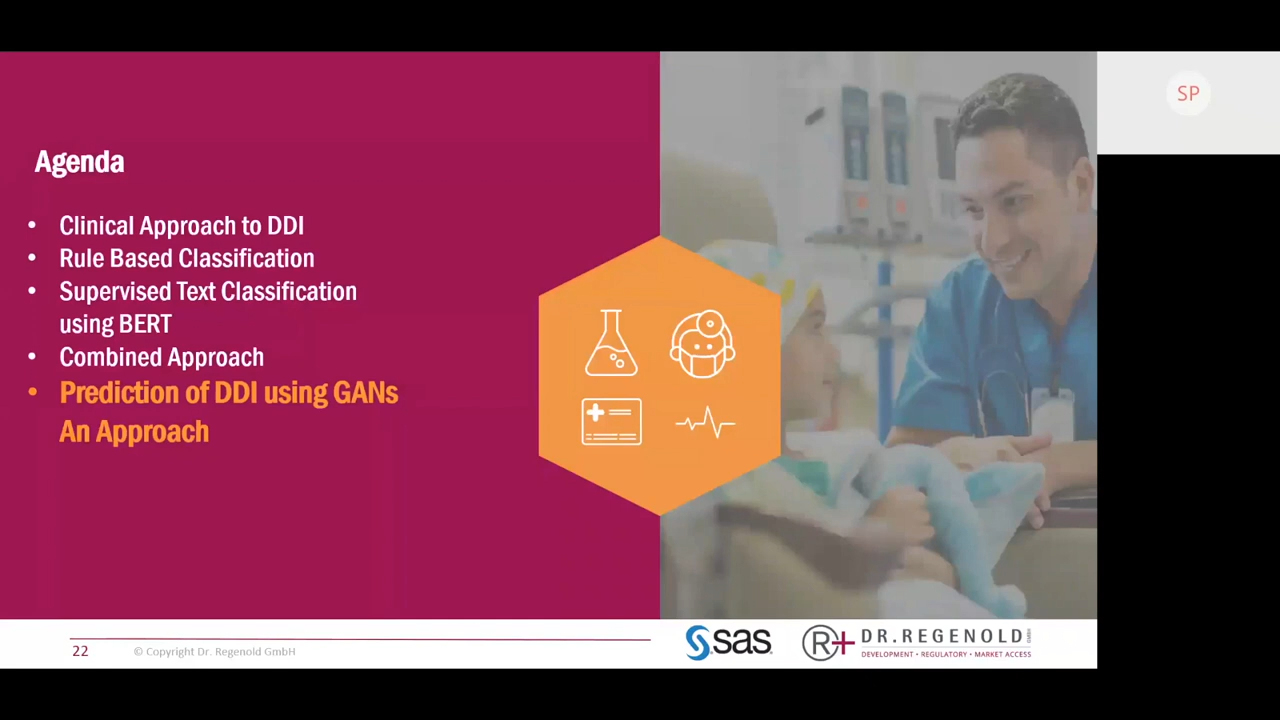 Agenda
• Clinical Approach to DDI
• Rule Based Classification
• Supervised Text Classification
using BERT
• Combined Approach
• Prediction of DDI using GANs
An Approach
SP
22
© Copyright Dr. Regenold GmbH
sas
R+
DR.REGENOLD GMBH
DEVELOPMENT • REGULATORY • MARKET ACCESS